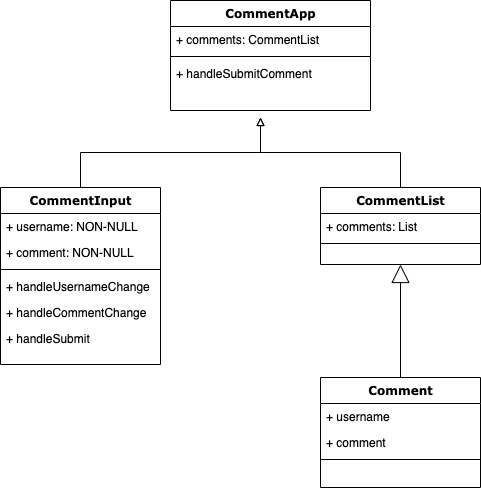 CommentApp
+ comments: CommentList
+ handleSubmitComment
CommentInput
+ username: NON-NULL
+ comment: NON-NULL
+ handleUsernameChange
+ handleCommentChange
+ handleSubmit
CommentList
+ comments: List
Comment
+ username
+ comment